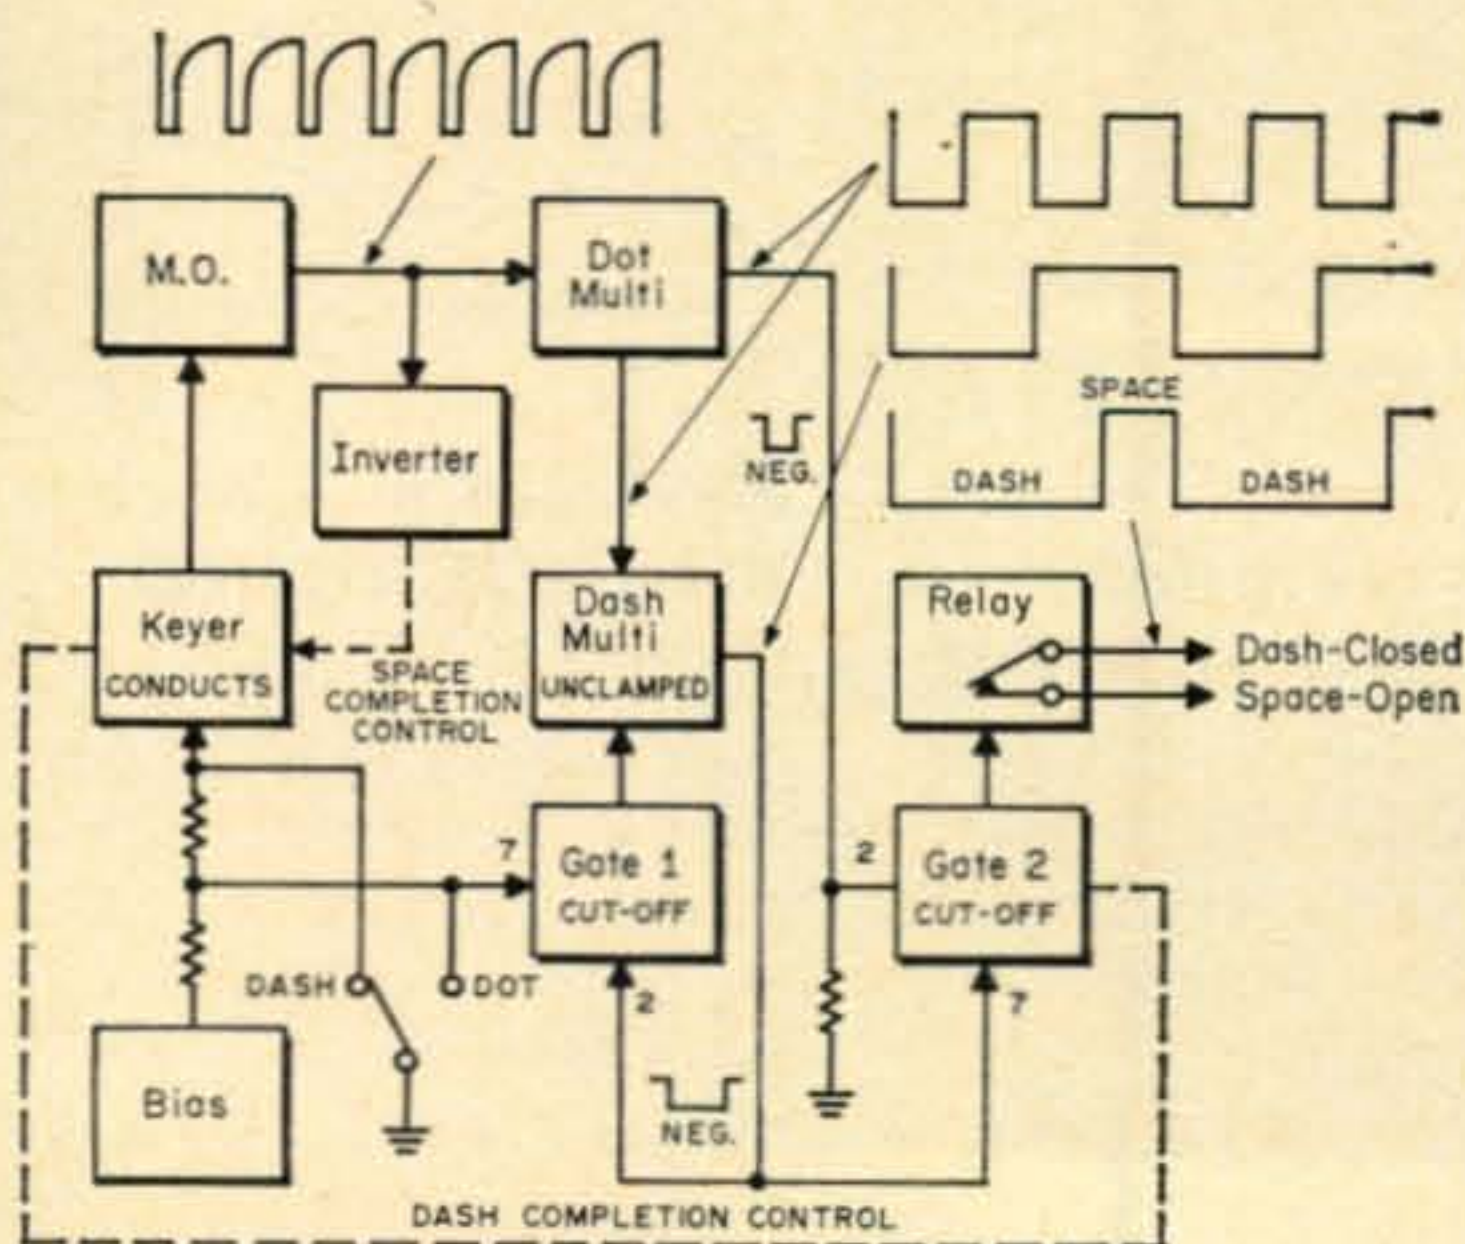 M.O.
Dot
Multi
Inverter
NEG.
SPACE
DASH
DASH
Keyer
CONDUCTS
SPACE
COMPLETION
CONTROL
Dash
Multi
UNCLAMPED
Relay
Dash-Closed
Space-Open
7
Gate 1
CUT-OFF
2
Gate 2
CUT-OFF
DASH
DOT
2
7
Bias
NEG.
DASH COMPLETION CONTROL